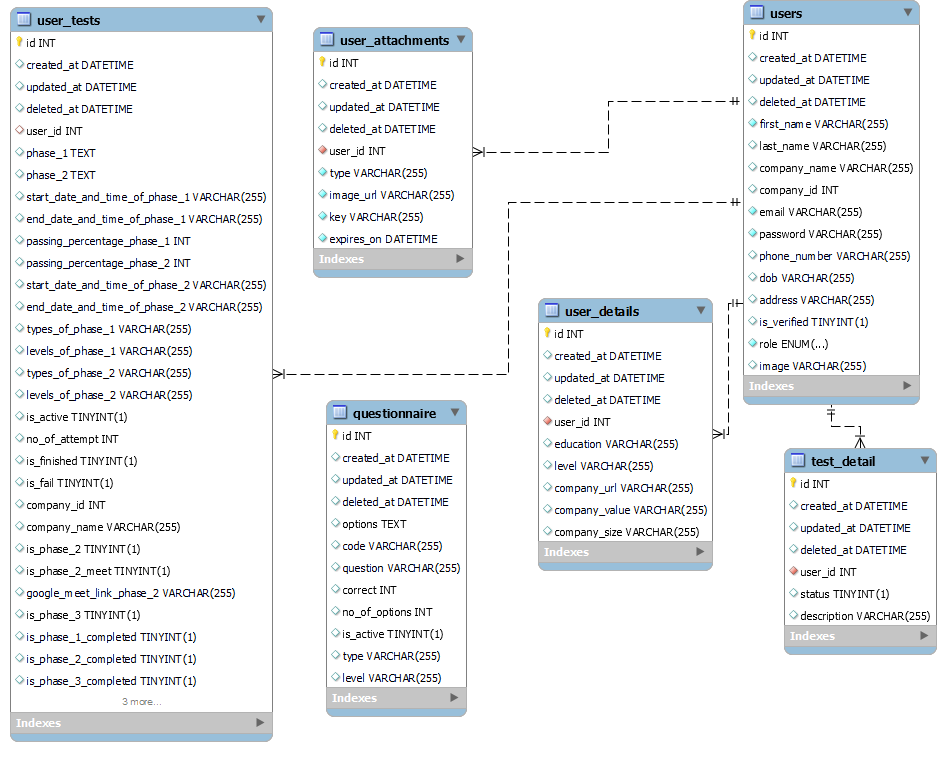 user_tests
id INT
created_at DATETIME
updated_at DATETIME
deleted_at DATETIME
user_id INT
phase_1 TEXT
phase_2 TEXT
start_date_and_time_of_phase_1 VARCHAR(255)
end_date_and_time_of_phase_1 VARCHAR(255)
passing_percentage_phase_1 INT
passing_percentage_phase_2 INT
start_date_and_time_of_phase_2 VARCHAR(255)
end_date_and_time_of_phase_2 VARCHAR(255)
types_of_phase_1 VARCHAR(255)
levels_of_phase_1 VARCHAR(255)
types_of_phase_2 VARCHAR(255)
levels_of_phase_2 VARCHAR(255)
is_active TINYINT(1)
no_of_attempt INT
is_finished TINYINT(1)
is_fail TINYINT(1)
company_id INT
company_name VARCHAR(255)
is_phase_2 TINYINT(1)
is_phase_2_meet TINYINT(1)
google_meet_link_phase_2 VARCHAR(255)
is_phase_3 TINYINT(1)
is_phase_1_completed TINYINT(1)
is_phase_2_completed TINYINT(1)
is_phase_3_completed TINYINT(1)
3 more...
Indexes
user_attachments
id INT
created_at DATETIME
updated_at DATETIME
deleted_at DATETIME
user_id INT
type VARCHAR(255)
image_url VARCHAR(255)
key VARCHAR(255)
expires_on DATETIME
Indexes
questionnaire
id INT
created_at DATETIME
updated_at DATETIME
deleted_at DATETIME
options TEXT
code VARCHAR(255)
question VARCHAR(255)
correct INT
no_of_options INT
is_active TINYINT(1)
type VARCHAR(255)
level VARCHAR(255)
Indexes
user_details
id INT
created_at DATETIME
updated_at DATETIME
deleted_at DATETIME
user_id INT
education VARCHAR(255)
level VARCHAR(255)
company_url VARCHAR(255)
company_value VARCHAR(255)
company_size VARCHAR(255)
Indexes
users
id INT
created_at DATETIME
updated_at DATETIME
deleted_at DATETIME
first_name VARCHAR(255)
last_name VARCHAR(255)
company_name VARCHAR(255)
company_id INT
email VARCHAR(255)
password VARCHAR(255)
phone_number VARCHAR(255)
dob VARCHAR(255)
address VARCHAR(255)
is_verified TINYINT(1)
role ENUM(...)
image VARCHAR(255)
Indexes
test_detail
id INT
created_at DATETIME
updated_at DATETIME
deleted_at DATETIME
user_id INT
status TINYINT(1)
description VARCHAR(255)
Indexes